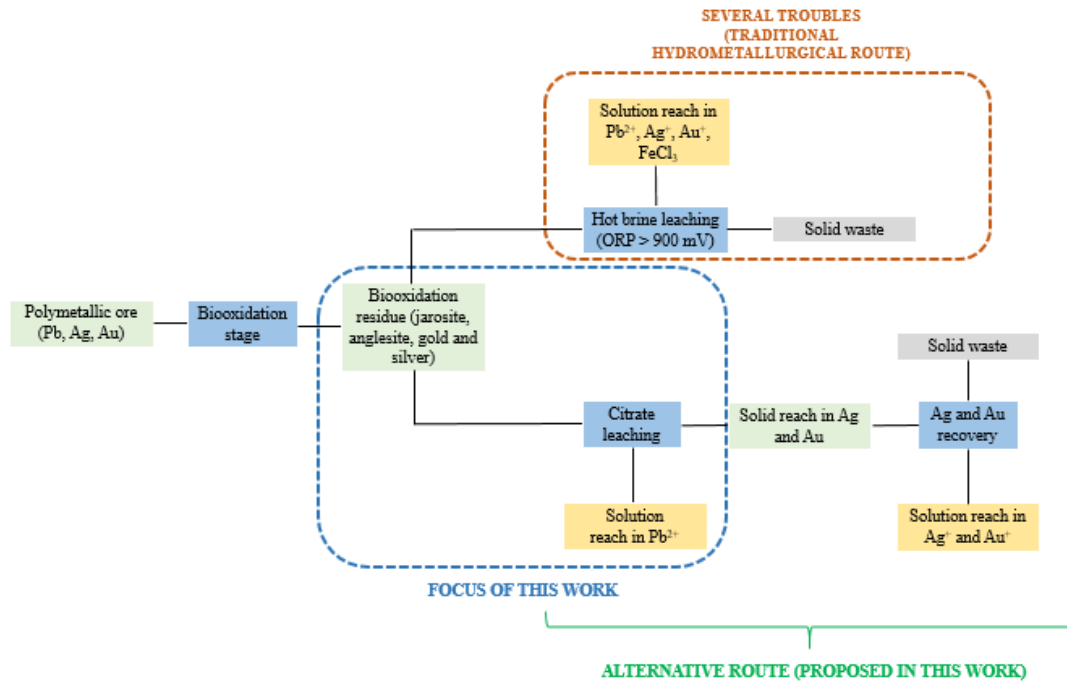 SEVERAL TROUBLES
(TRADITIONAL
HYDROMETALLURGICAL ROUTE)
Solution reach in
Pb²⁺, Ag⁺, Au⁺,
FeCl₃
Hot brine leaching
(ORP > 900 mV)
Solid waste
Polymetallic ore
(Pb, Ag, Au)
Biooxidation
stage
Biooxidation
residue (jarosite,
anglesite, gold and
silver)
Citrate
leaching
Solution
reach in Pb²⁺
Solid reach in Ag
and Au
Solid waste
Ag and Au
recovery
Solution reach in
Ag⁺ and Au⁺
FOCUS OF THIS WORK
ALTERNATIVE ROUTE (PROPOSED IN THIS WORK)